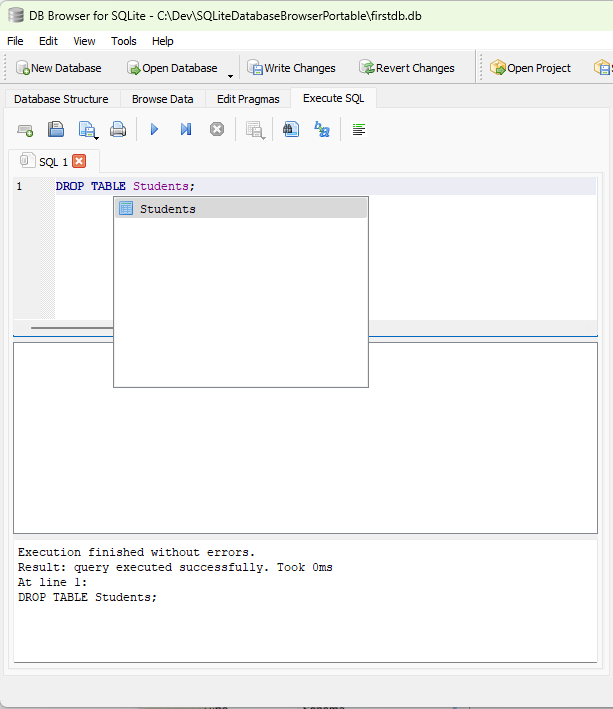 DB Browser for SQLite - C:\Dev\SQLiteDatabaseBrowserPortable\firstdb.db
File Edit View Tools Help
New Database Open Database Write Changes Revert Changes Open Project
Database Structure Browse Data Edit Pragmas Execute SQL
SQL 1
1 DROP TABLE Students;
Students
Execution finished without errors.
Result: query executed successfully. Took 0ms
At line 1:
DROP TABLE Students;